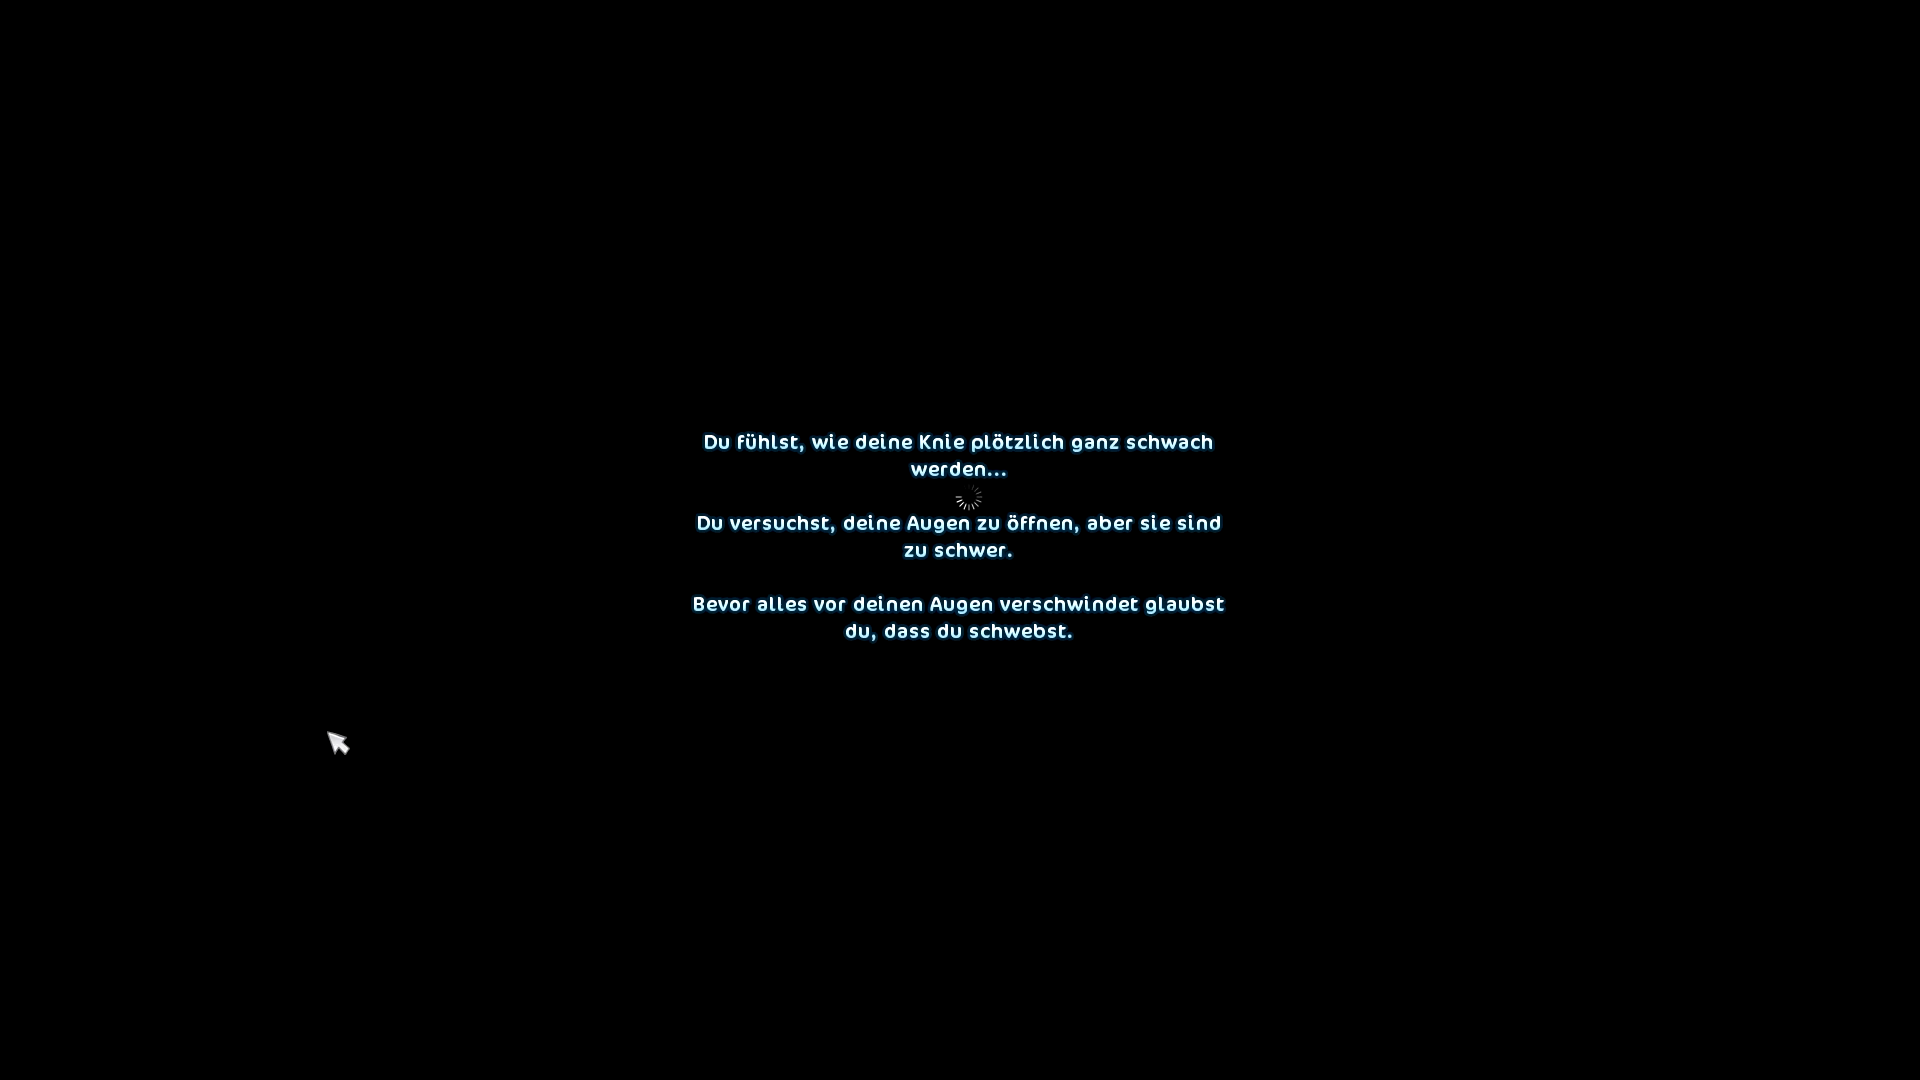 Du fühlst, wie deine Knie plötzlich ganz schwach
werden...
Du versuchst, deine Augen zu öffnen, aber sie sind
zu schwer.
Bevor alles vor deinen Augen verschwindet glaubst
du, dass du schwebst.